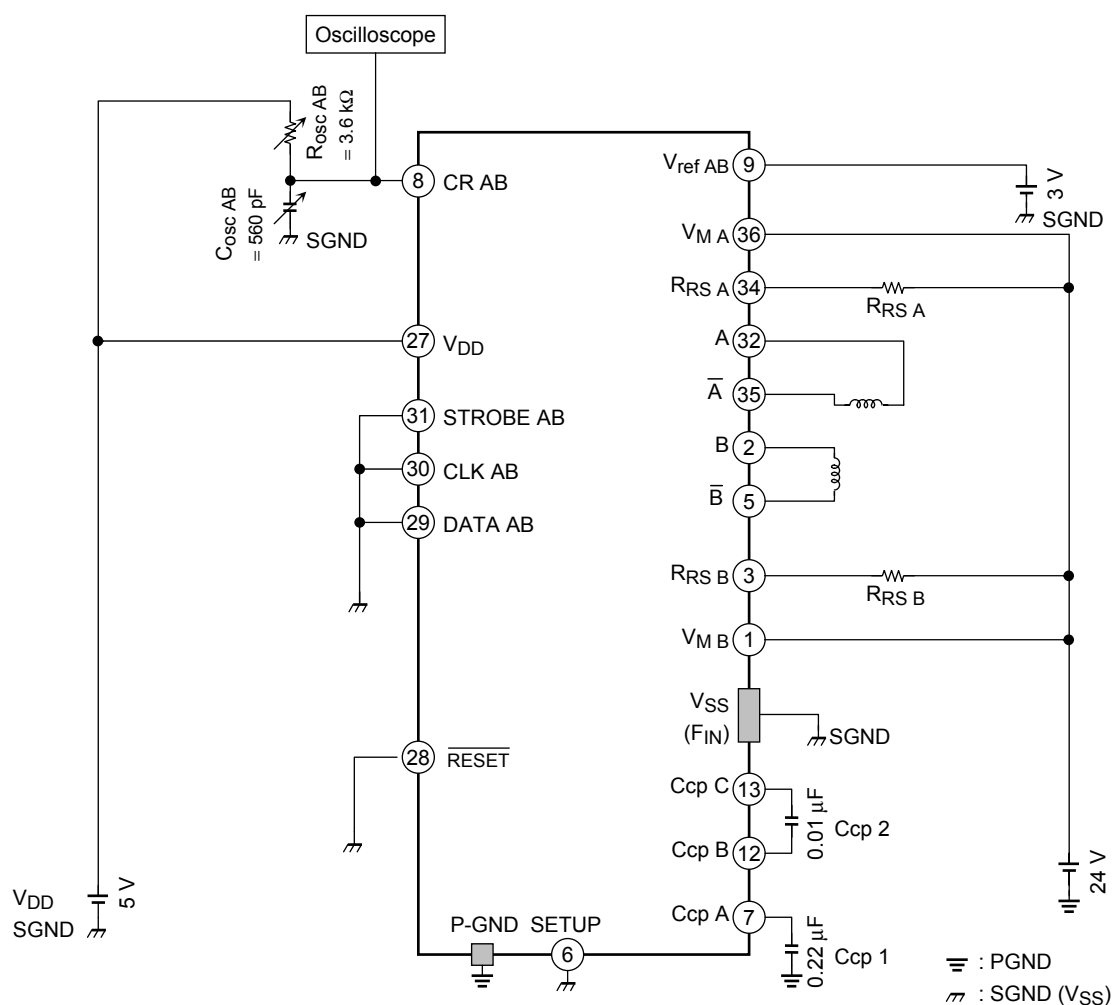 Oscilloscope
Rosc AB
= 3.6 kΩ
Cosc AB
= 560 pF
SGND
8 CR AB
27 VDD
31 STROBE AB
30 CLK AB
29 DATA AB
28 RESET
VDD
SGND
5 V
P-GND
SETUP
6
Vref AB 9
3 V
SGND
VM A 36
RRS A 34
RRS A
A 32
A 35
B 2
B 5
RRS B 3
RRS B
VM B 1
VSS
(FIN)
SGND
Ccp C 13
0.01 µF
Ccp 2
Ccp B 12
Ccp A 7
0.22 µF
Ccp 1
24 V
: PGND
: SGND (VSS)